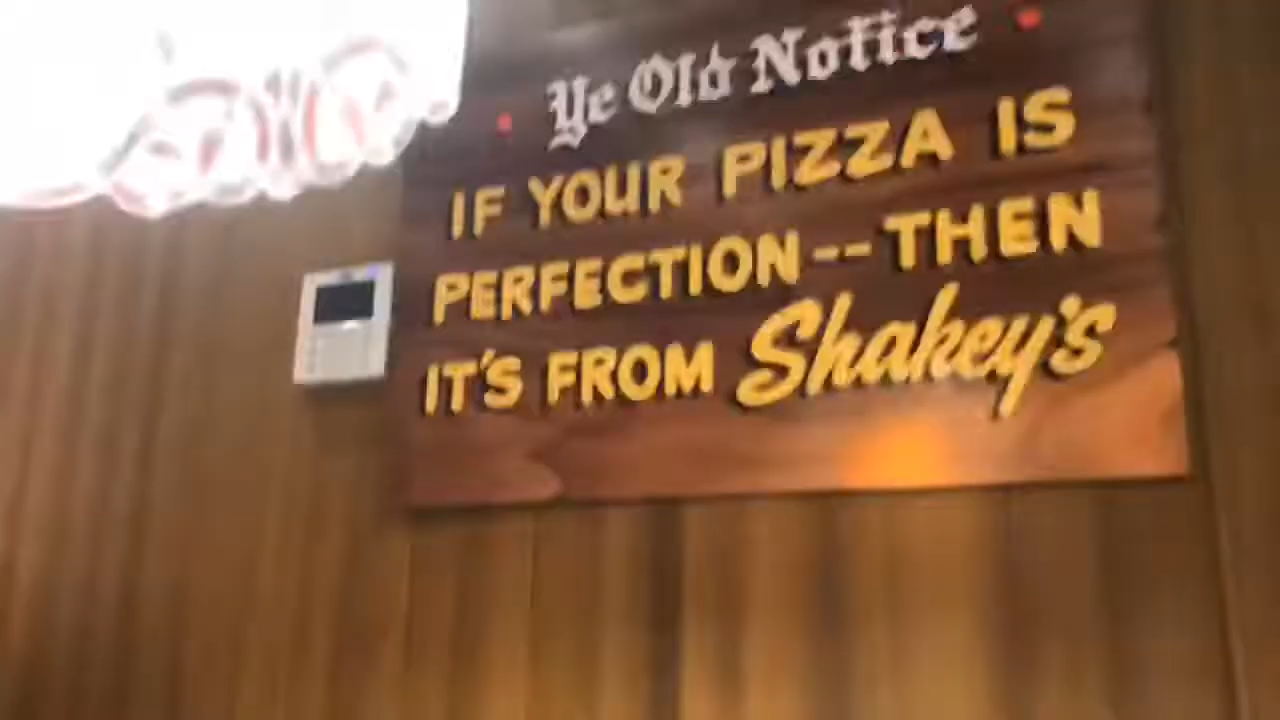 Ye Old Notice
IF YOUR PIZZA IS
PERFECTION--THEN
IT'S FROM Shakey's